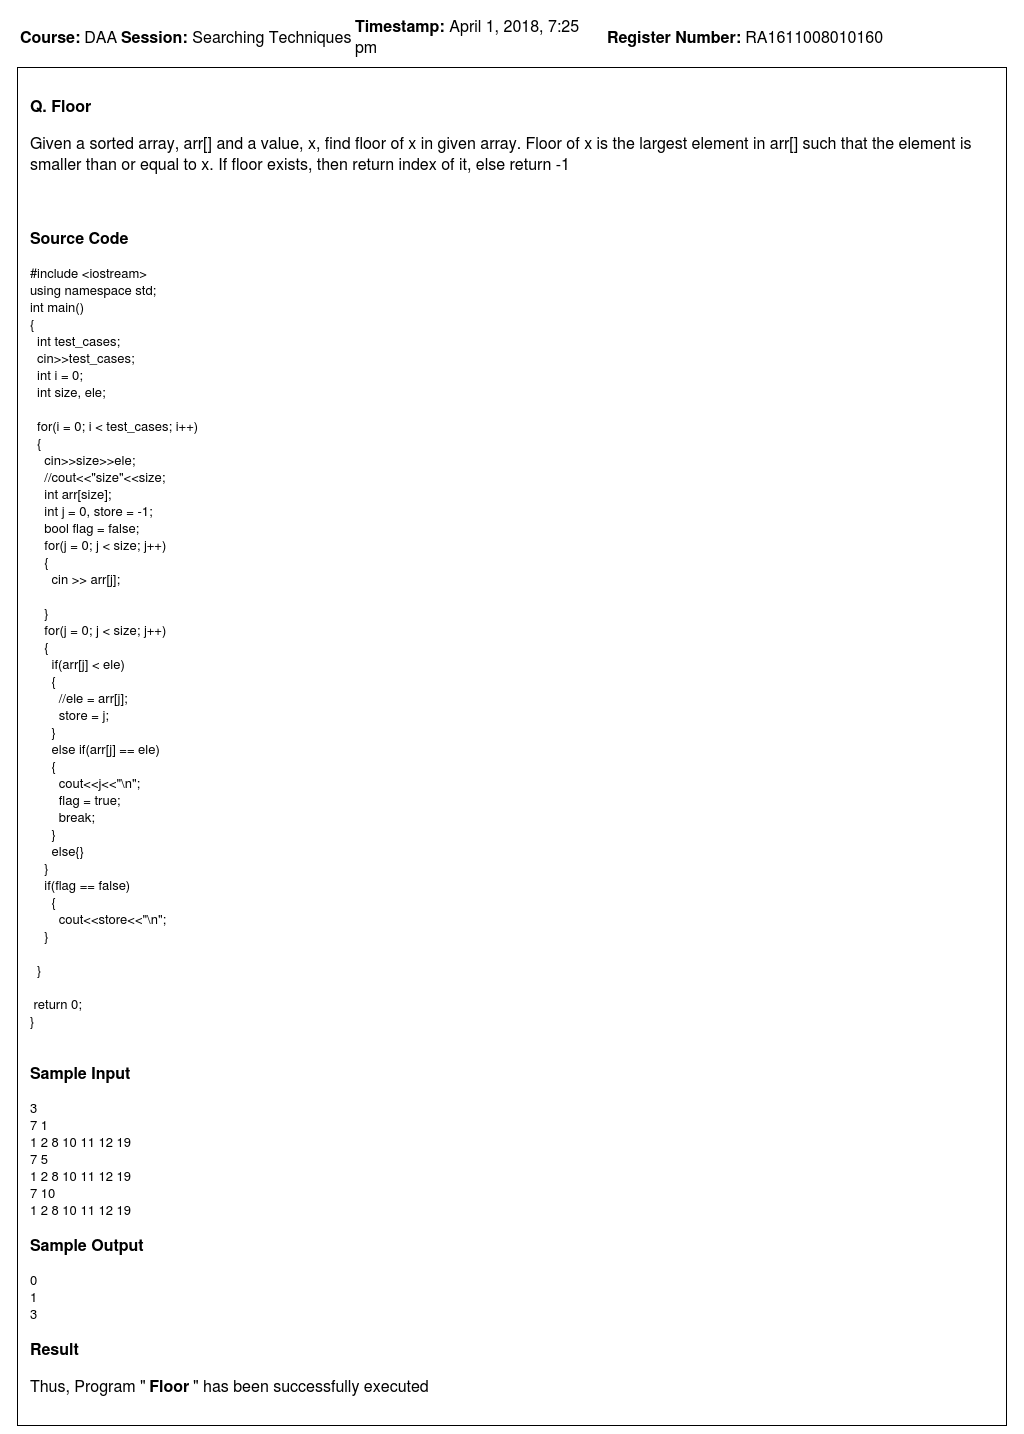 Course: DAA Session: Searching Techniques Timestamp: April 1, 2018, 7:25 pm Register Number: RA1611008010160
Q. Floor
Given a sorted array, arr[] and a value, x, find floor of x in given array. Floor of x is the largest element in arr[] such that the element is
smaller than or equal to x. If floor exists, then return index of it, else return -1
Source Code
#include <iostream>
using namespace std;
int main()
{
  int test_cases;
  cin>>test_cases;
  int i = 0;
  int size, ele;
  for(i = 0; i < test_cases; i++)
  {
    cin>>size>>ele;
    //cout<<"size"<<size;
    int arr[size];
    int j = 0, store = -1;
    bool flag = false;
    for(j = 0; j < size; j++)
    {
      cin >> arr[j];
    }
    for(j = 0; j < size; j++)
    {
      if(arr[j] < ele)
      {
        //ele = arr[j];
        store = j;
      }
      else if(arr[j] == ele)
      {
        cout<<j<<"\n";
        flag = true;
        break;
      }
      else{}
    }
    if(flag == false)
      {
        cout<<store<<"\n";
    }
  }
 return 0;
}
Sample Input
3
7 1
1 2 8 10 11 12 19
7 5
1 2 8 10 11 12 19
7 10
1 2 8 10 11 12 19
Sample Output
0
1
3
Result
Thus, Program " Floor " has been successfully executed